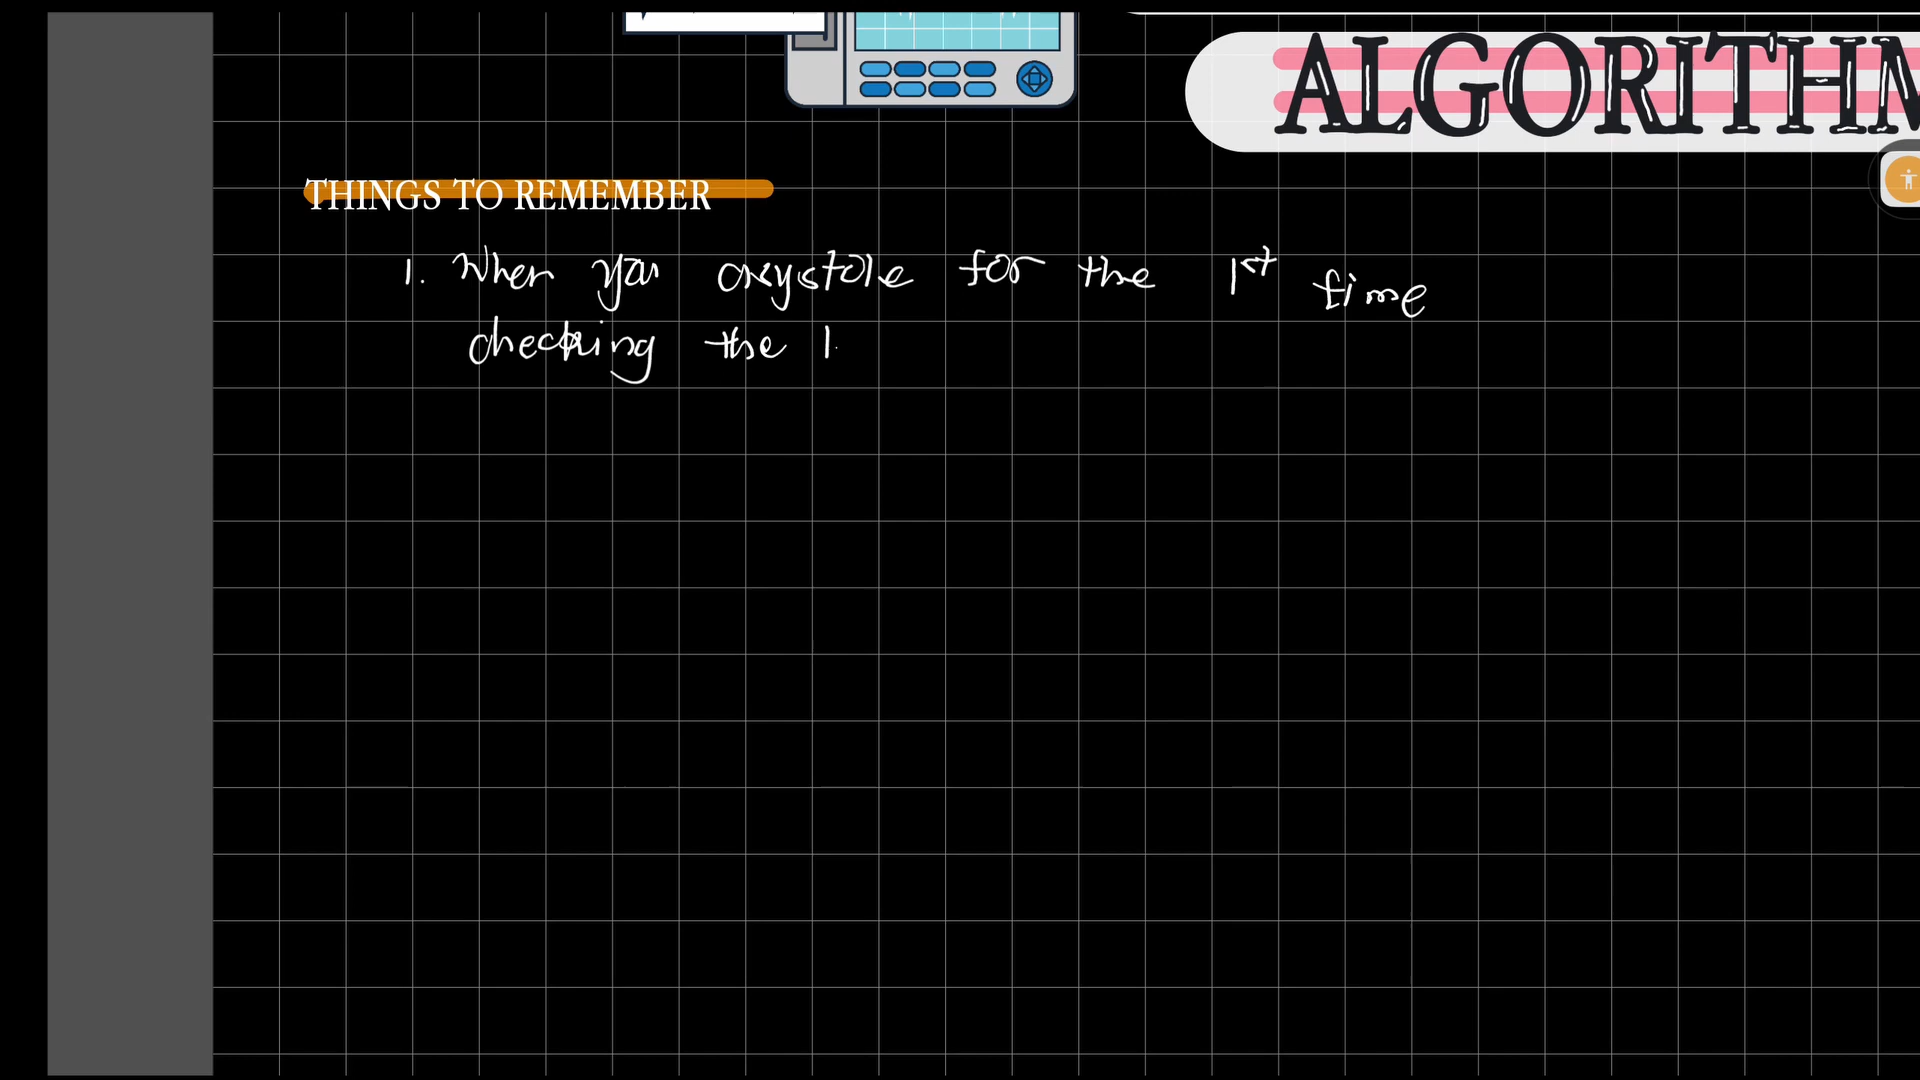 ALGORITHM
THINGS TO REMEMBER
1. When you asystole for the 1st time
checking the 1.